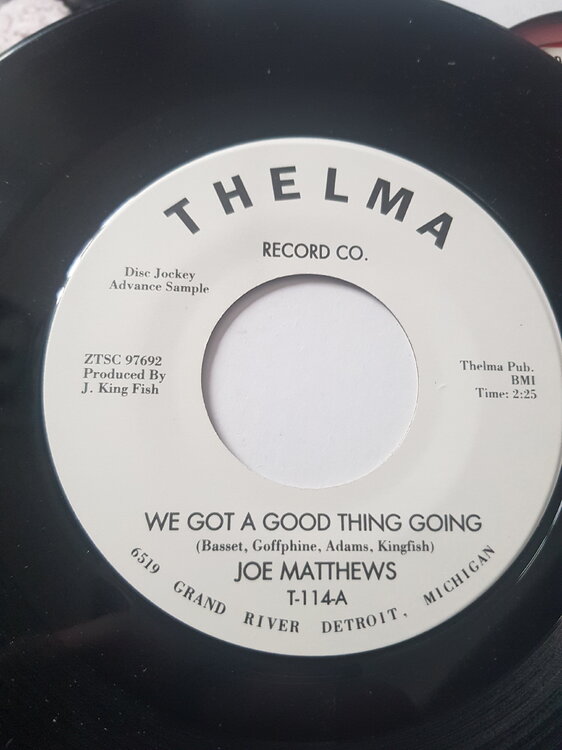 THELMA
RECORD CO.
Disc Jockey
Advance Sample
ZTSC 97692
Produced By
J. King Fish
Thelma Pub.
BMI
Time: 2:25
WE GOT A GOOD THING GOING
(Basset, Goffphine, Adams, Kingfish)
JOE MATTHEWS
T-114-A
6519 GRAND RIVER DETROIT, MICHIGAN